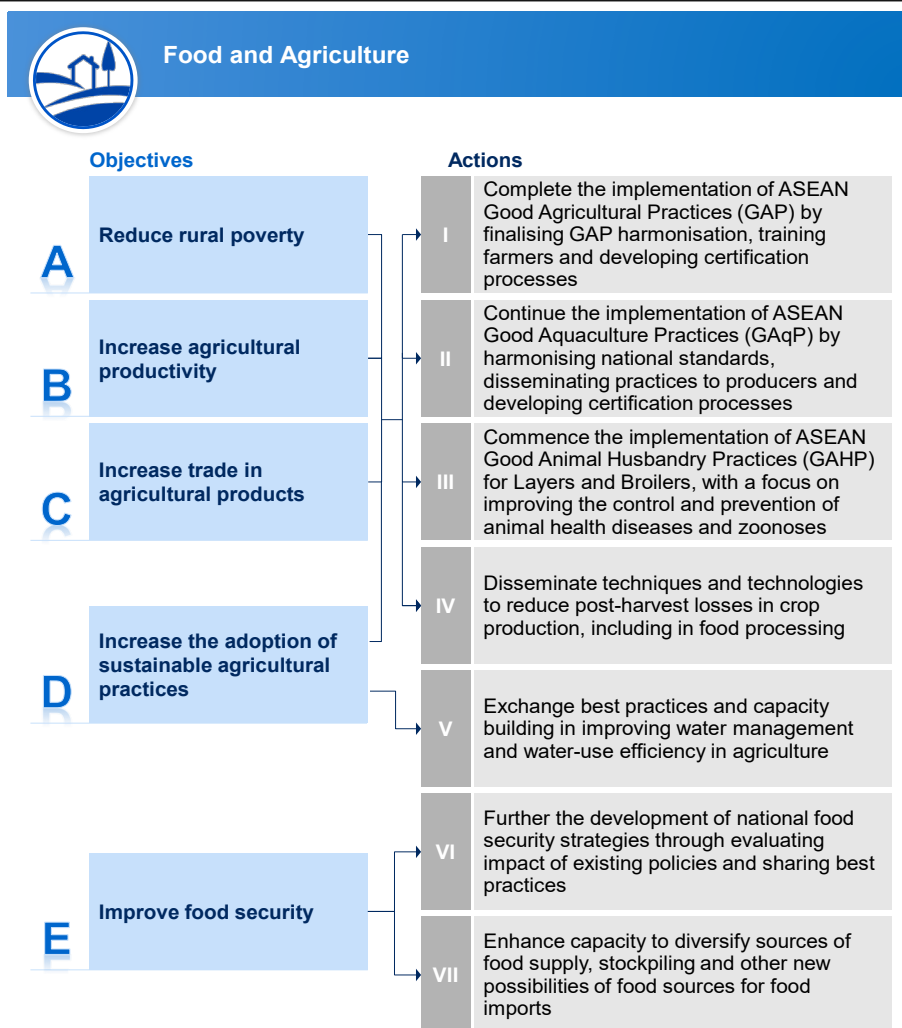 Food and Agriculture
Objectives
Actions
A
Reduce rural poverty
B
Increase agricultural
productivity
C
Increase trade in
agricultural products
D
Increase the adoption of
sustainable agricultural
practices
E
Improve food security
I
Complete the implementation of ASEAN
Good Agricultural Practices (GAP) by
finalising GAP harmonisation, training
farmers and developing certification
processes
II
Continue the implementation of ASEAN
Good Aquaculture Practices (GAqP) by
harmonising national standards,
disseminating practices to producers and
developing certification processes
III
Commence the implementation of ASEAN
Good Animal Husbandry Practices (GAHP)
for Layers and Broilers, with a focus on
improving the control and prevention of
animal health diseases and zoonoses
IV
Disseminate techniques and technologies
to reduce post-harvest losses in crop
production, including in food processing
V
Exchange best practices and capacity
building in improving water management
and water-use efficiency in agriculture
VI
Further the development of national food
security strategies through evaluating
impact of existing policies and sharing best
practices
VII
Enhance capacity to diversify sources of
food supply, stockpiling and other new
possibilities of food sources for food
imports